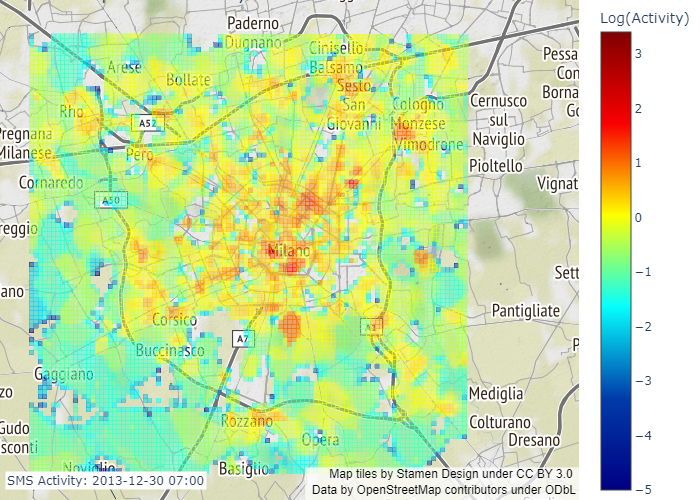 Log(Activity)
Paderno
Dugnano
Cinisello
Balsamo
Arese
Bollate
Sesto
San
Giovanni
Rho
A52
Cologno
Monzese
Vimodrone
Cernusco
sul
Naviglio
Pioltello
Pessa
Con
Borna
Go
Pregnana
Milanese
Pero
Cornaredo
A50
Vignat
reggio
Milano
Sett
ano
Pantigliate
Corsico
A7
Buccinasco
Gaggiano
zo
Mediglia
Colturano
Dresano
Rozzano
Opera
Gudo
sconti
Noviglio
Basiglio
SMS Activity: 2013-12-30 07:00
Map tiles by Stamen Design under CC BY 3.0
Data by OpenStreetMap contributors under ODbL
3
2
1
0
−1
−2
−3
−4
−5